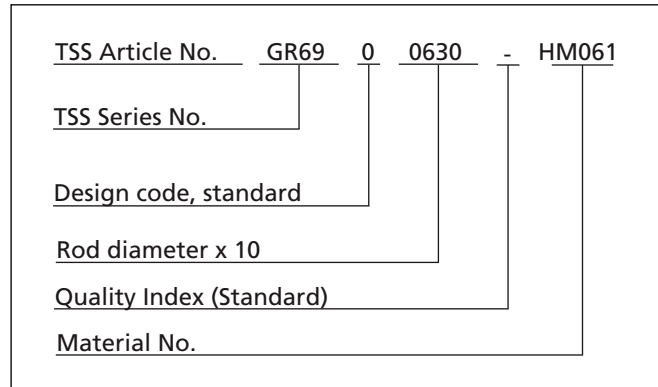 TSS Article No. GR69 0 0630 - HM061
TSS Series No.
Design code, standard
Rod diameter x 10
Quality Index (Standard)
Material No.